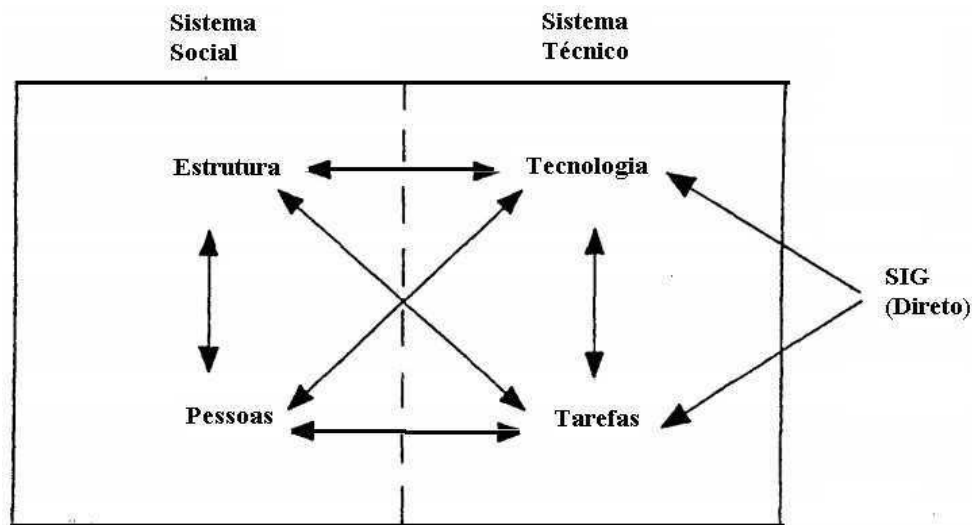 Sistema
Social
Sistema
Técnico
Estrutura
Tecnologia
SIG
(Direto)
Pessoas
Tarefas